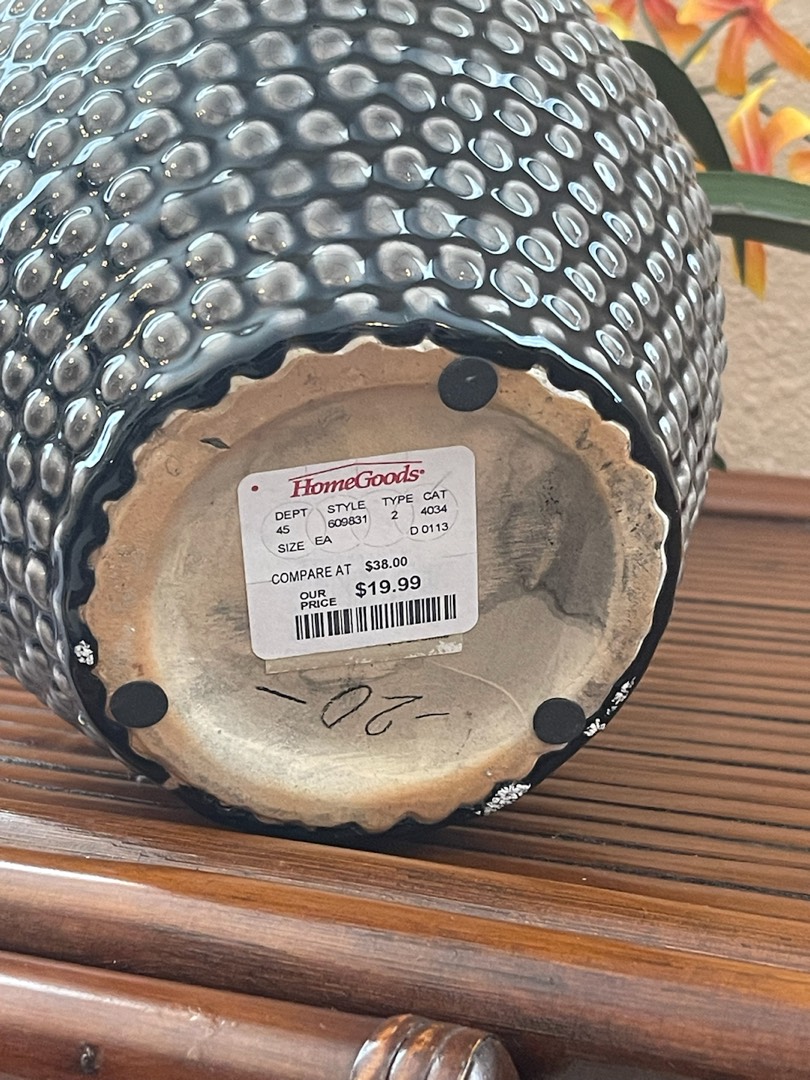 HomeGoods
DEPT STYLE TYPE CAT
45 609831 2 4034
SIZE EA D 0113
COMPARE AT $38.00
OUR PRICE $19.99
-20-